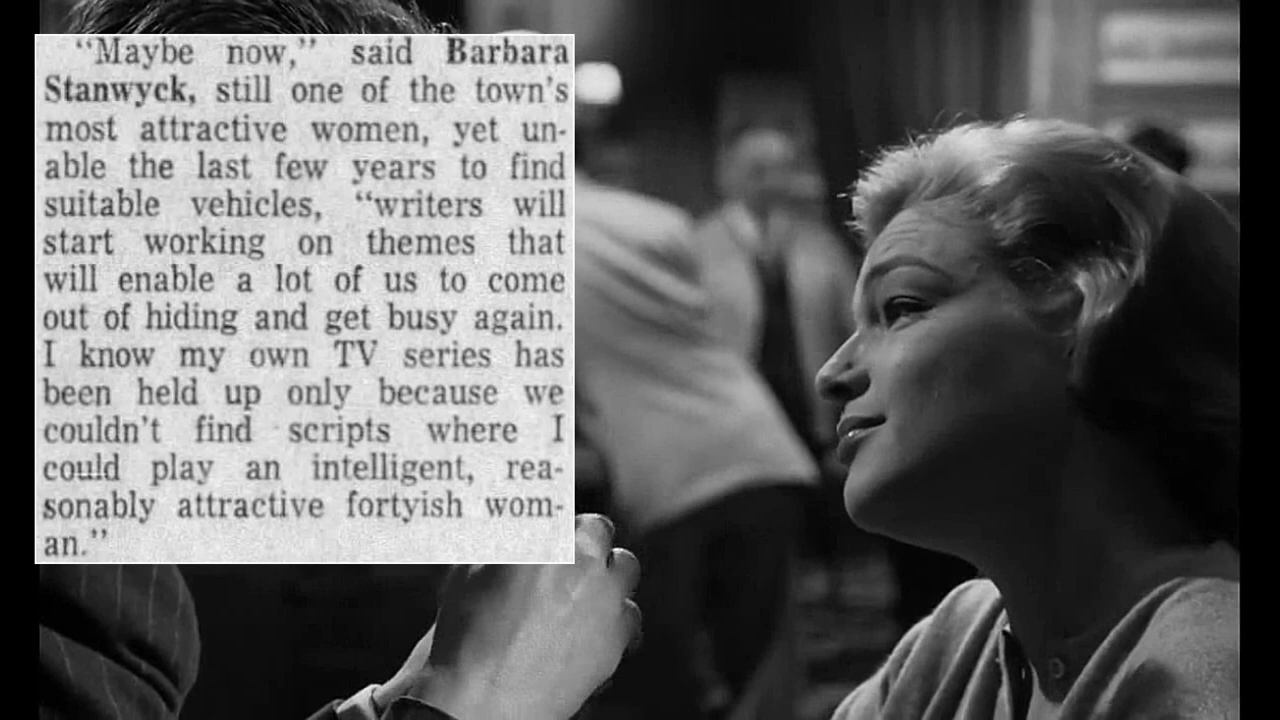 “Maybe now,” said Barbara
Stanwyck, still one of the town’s
most attractive women, yet un-
able the last few years to find
suitable vehicles, “writers will
start working on themes that
will enable a lot of us to come
out of hiding and get busy again.
I know my own TV series has
been held up only because we
couldn’t find scripts where I
could play an intelligent, rea-
sonably attractive fortyish wom-
an.”